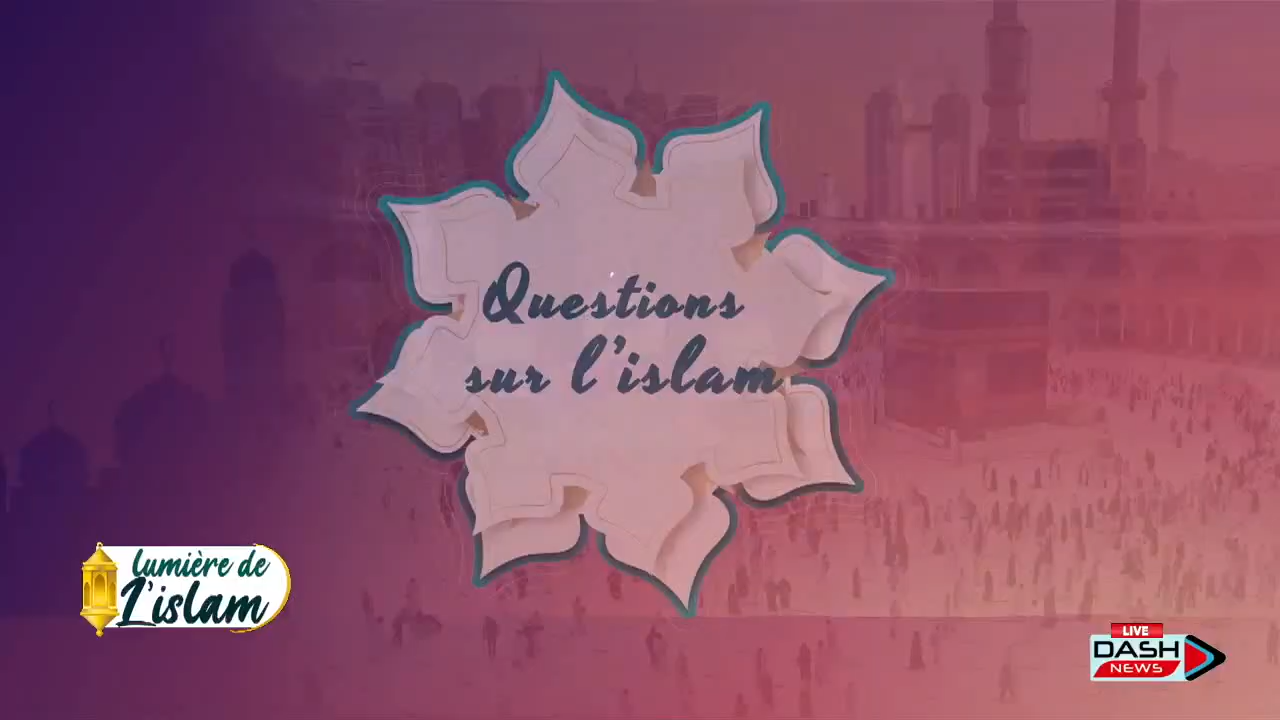 Questions
sur l'islam
lumière de
L'islam
LIVE
DASH
NEWS